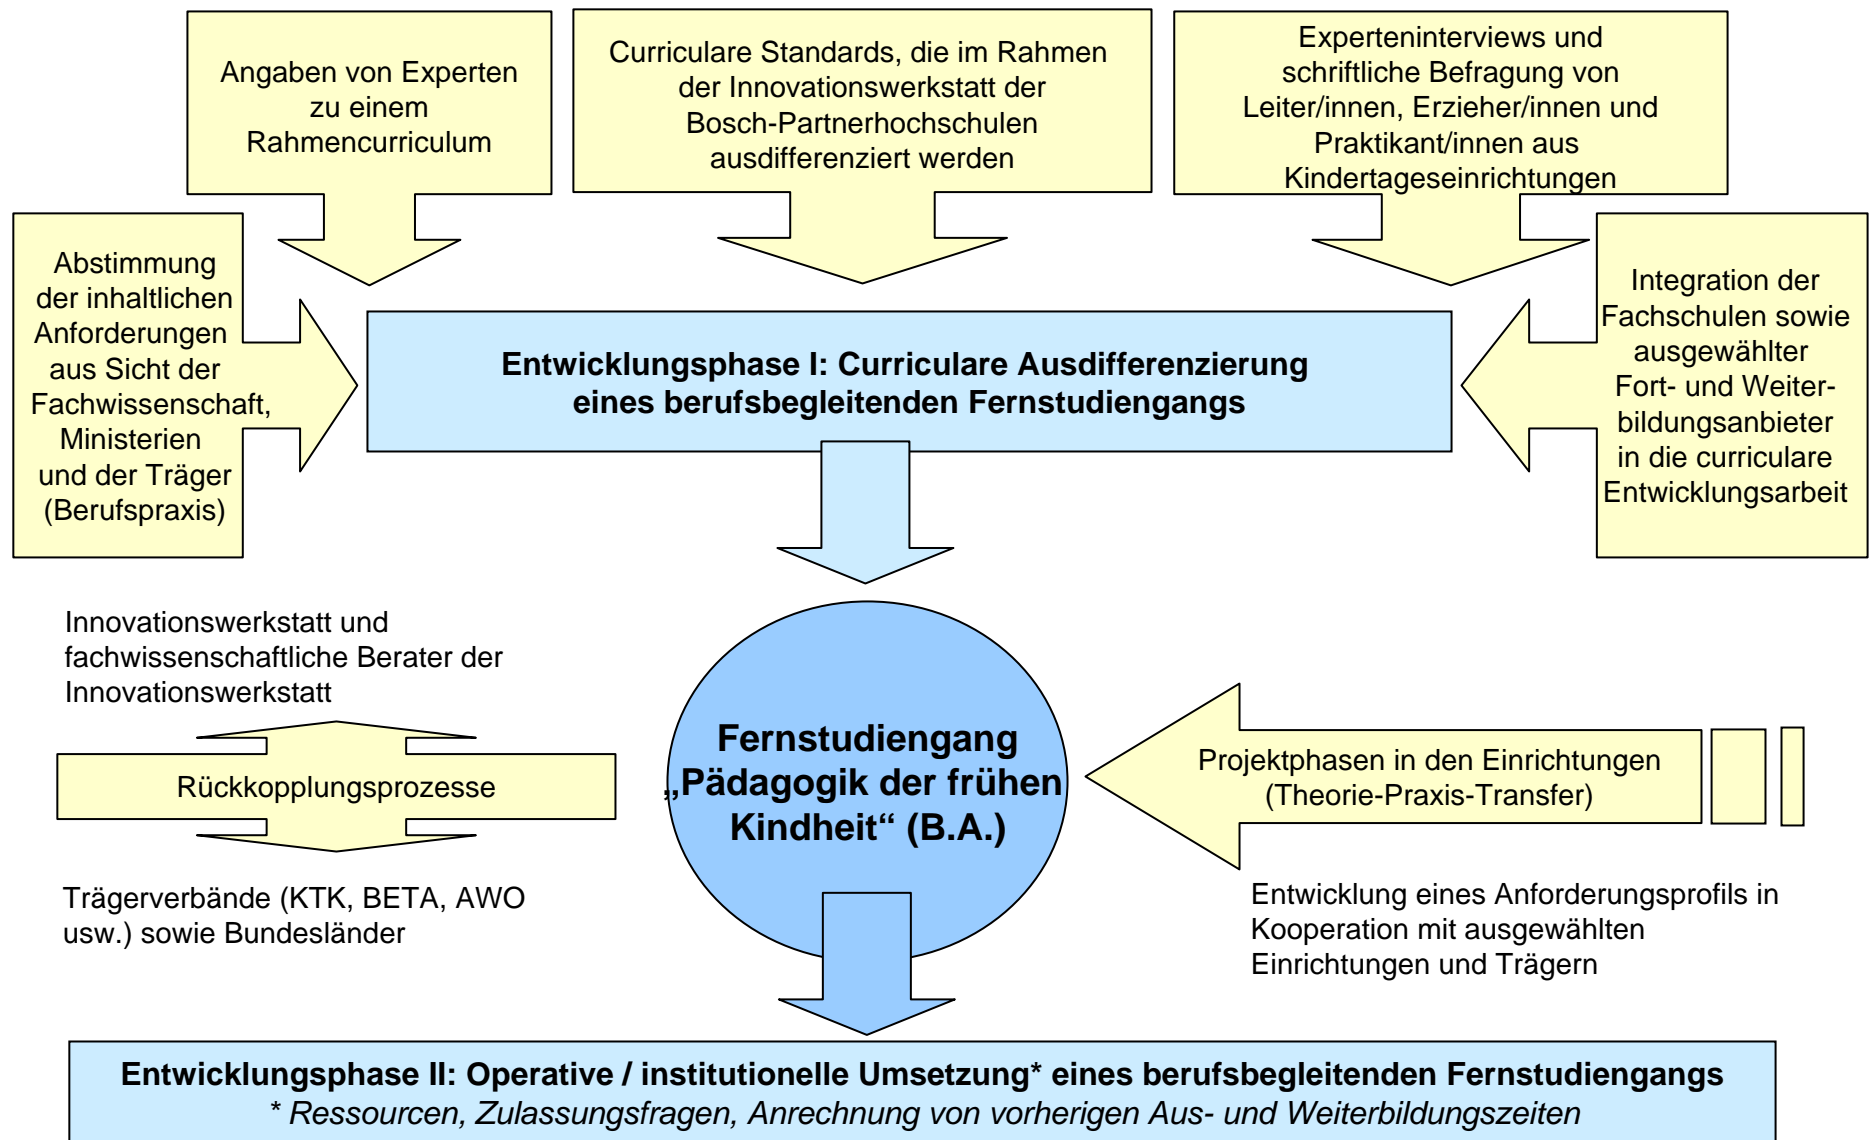 Angaben von Experten
zu einem
Rahmencurriculum
Curriculare Standards, die im Rahmen
der Innovationswerkstatt der
Bosch-Partnerhochschulen
ausdifferenziert werden
Experteninterviews und
schriftliche Befragung von
Leiter/innen, Erzieher/innen und
Praktikant/innen aus
Kindertageseinrichtungen
Abstimmung
der inhaltlichen
Anforderungen
aus Sicht der
Fachwissenschaft,
Ministerien
und der Träger
(Berufspraxis)
Entwicklungsphase I: Curriculare Ausdifferenzierung
eines berufsbegleitenden Fernstudiengangs
Integration der
Fachschulen sowie
ausgewählter
Fort- und Weiter-
bildungsanbieter
in die curriculare
Entwicklungsarbeit
Innovationswerkstatt und
fachwissenschaftliche Berater der
Innovationswerkstatt
Rückkopplungsprozesse
Trägerverbände (KTK, BETA, AWO
usw.) sowie Bundesländer
Fernstudiengang
„Pädagogik der frühen
Kindheit“ (B.A.)
Projektphasen in den Einrichtungen
(Theorie-Praxis-Transfer)
Entwicklung eines Anforderungsprofils in
Kooperation mit ausgewählten
Einrichtungen und Trägern
Entwicklungsphase II: Operative / institutionelle Umsetzung* eines berufsbegleitenden Fernstudiengangs
* Ressourcen, Zulassungsfragen, Anrechnung von vorherigen Aus- und Weiterbildungszeiten